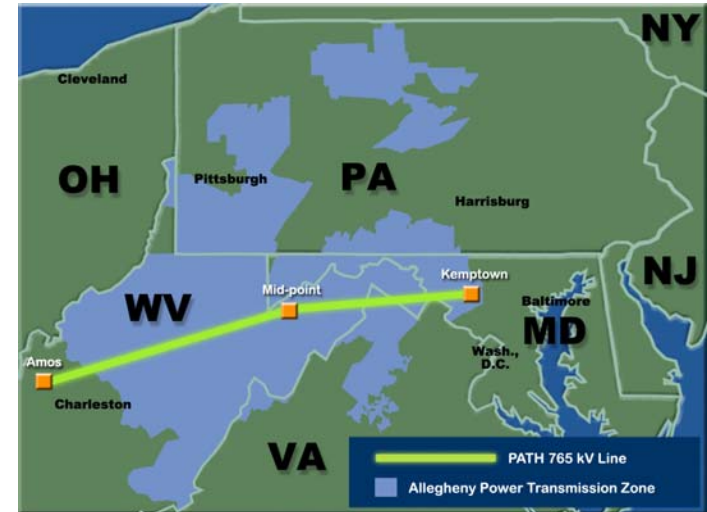 NY
Cleveland
OH
Pittsburgh
PA
Harrisburg
NJ
Kemptown
Mid-point
WV
Baltimore
MD
Wash.,
D.C.
Amos
Charleston
VA
PATH 765 kV Line
Allegheny Power Transmission Zone